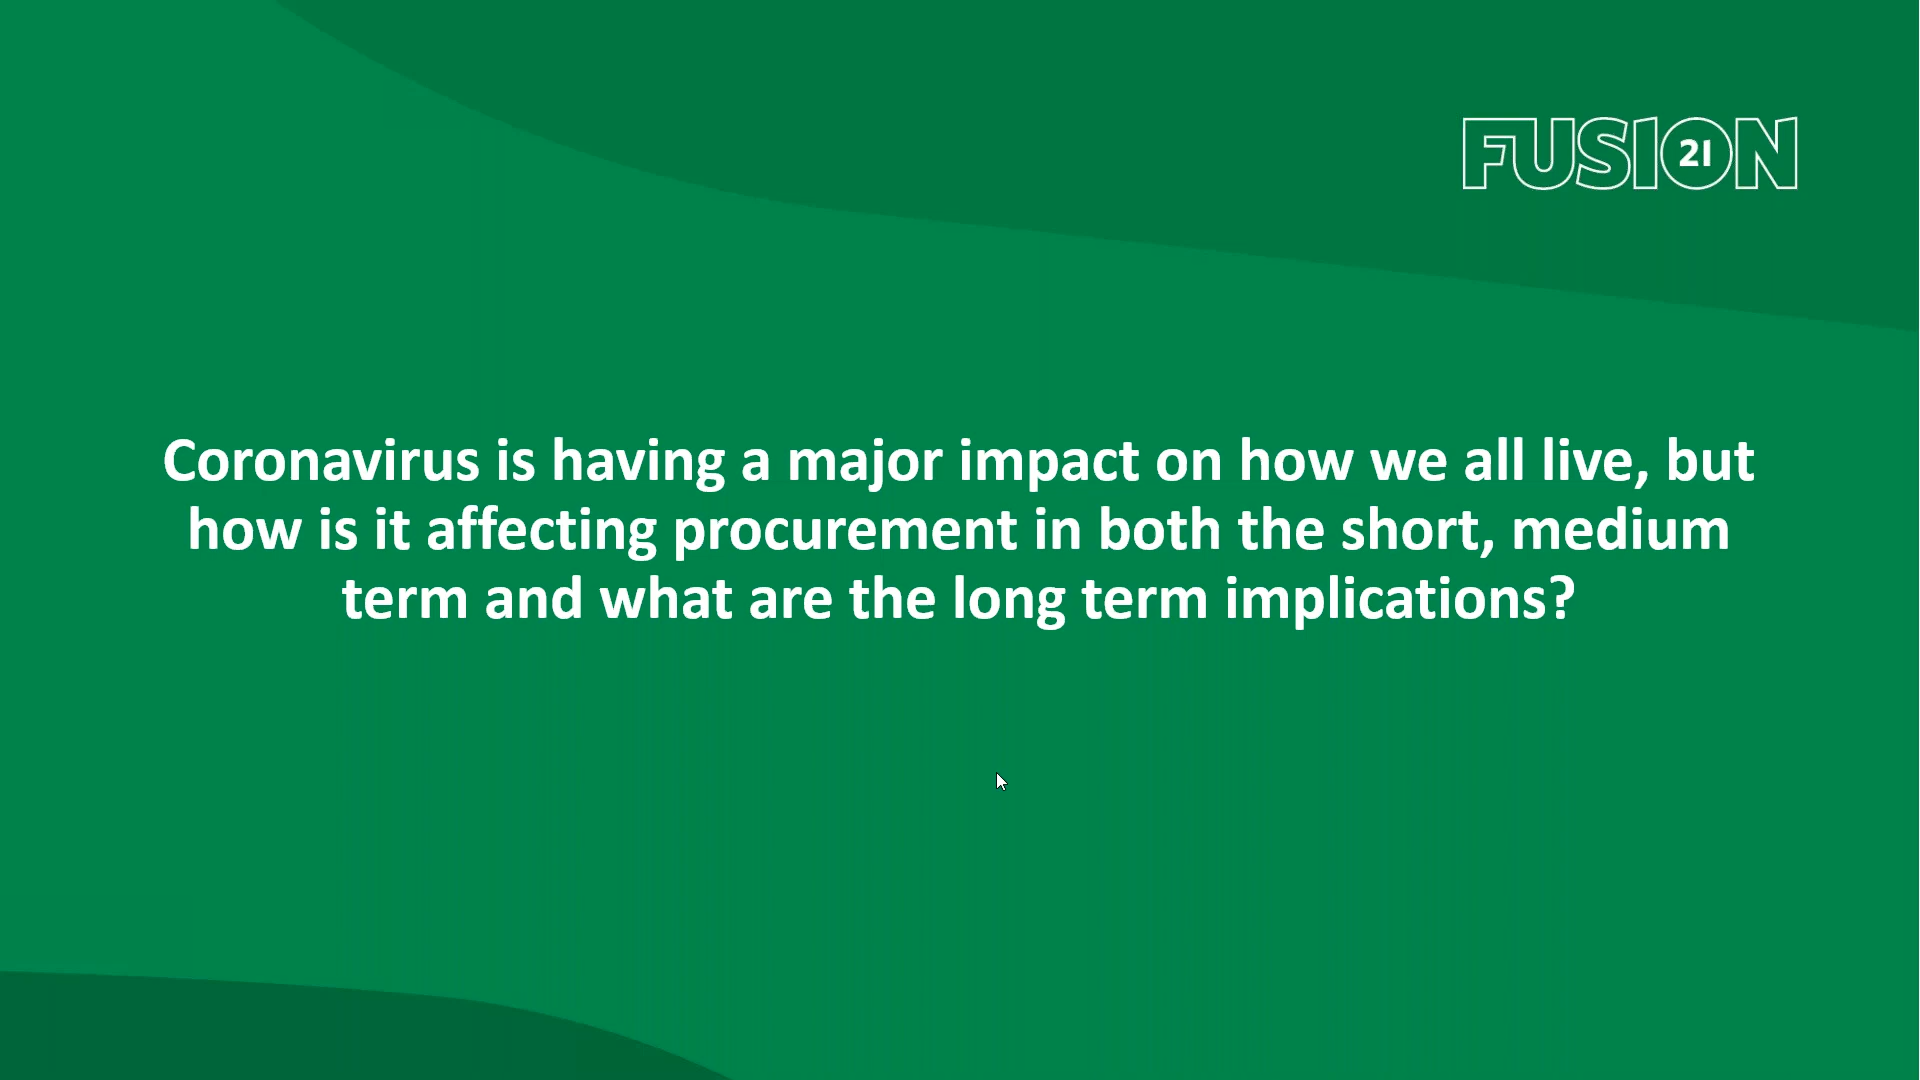 FUSION
21
Coronavirus is having a major impact on how we all live, but
how is it affecting procurement in both the short, medium
term and what are the long term implications?